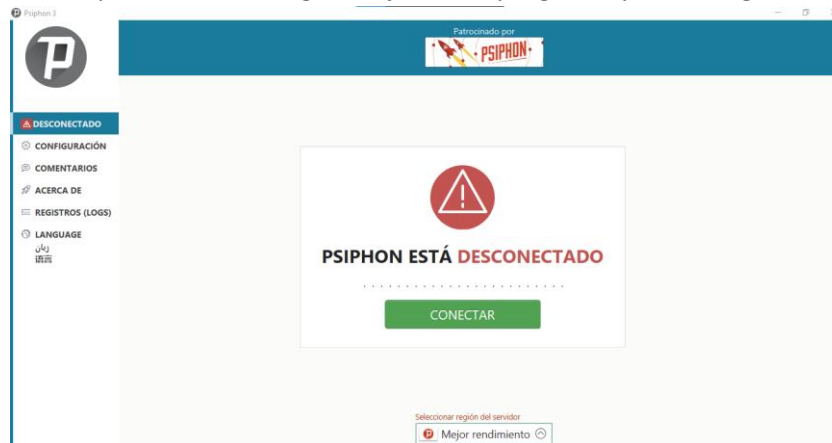 Psiphon 3
Patrocinado por
PSIPHON
DESCONECTADO
CONFIGURACIÓN
COMENTARIOS
ACERCA DE
REGISTROS (LOGS)
LANGUAGE
زبان
语言
PSIPHON ESTÁ DESCONECTADO
CONECTAR
Seleccionar región del servidor
Mejor rendimiento